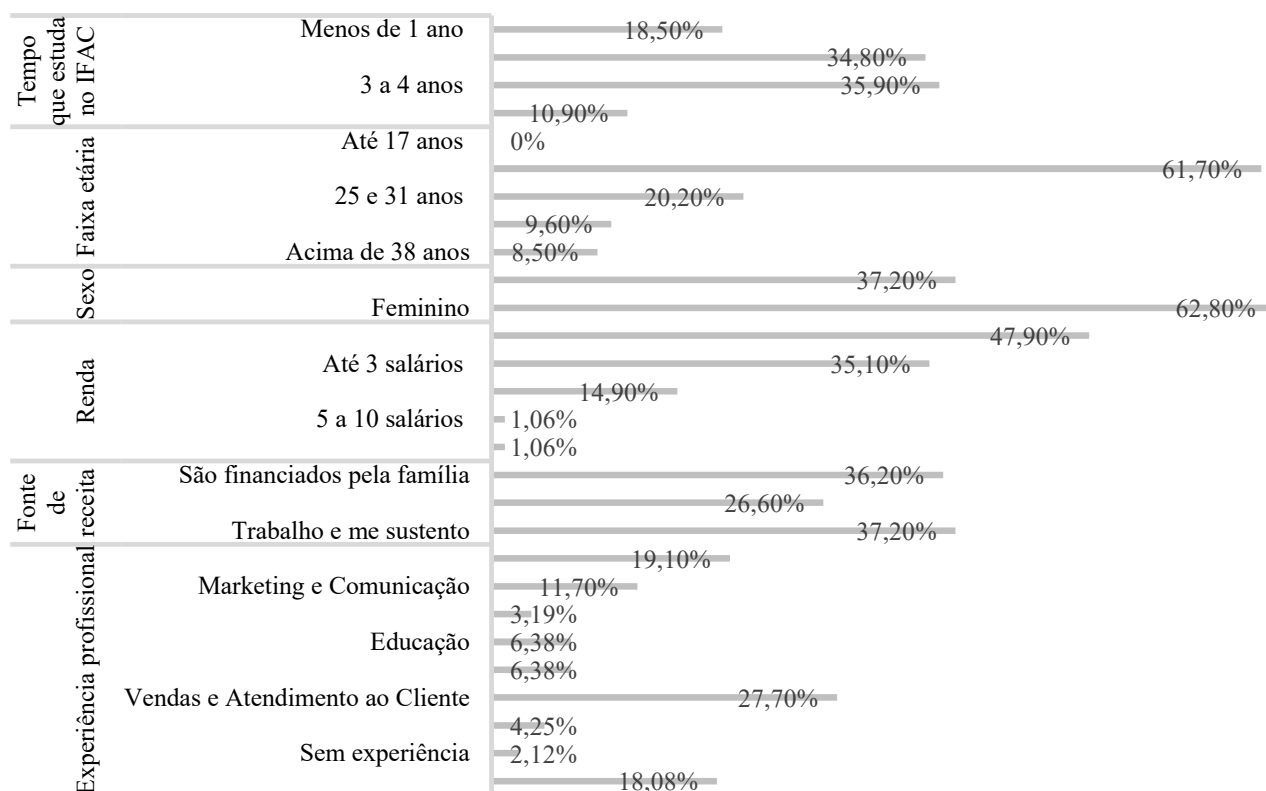 Tempo
que estuda
no IFAC
Menos de 1 ano 18,50%
34,80%
3 a 4 anos 35,90%
10,90%
Faixa etária
Até 17 anos 0%
61,70%
25 e 31 anos 20,20%
9,60%
Acima de 38 anos 8,50%
Sexo
37,20%
Feminino 62,80%
Renda
47,90%
Até 3 salários 35,10%
14,90%
5 a 10 salários 1,06%
1,06%
Fonte
de
receita
São financiados pela família 36,20%
26,60%
Trabalho e me sustento 37,20%
Experiência profissional
19,10%
Marketing e Comunicação 11,70%
3,19%
Educação 6,38%
6,38%
Vendas e Atendimento ao Cliente 27,70%
4,25%
Sem experiência 2,12%
18,08%